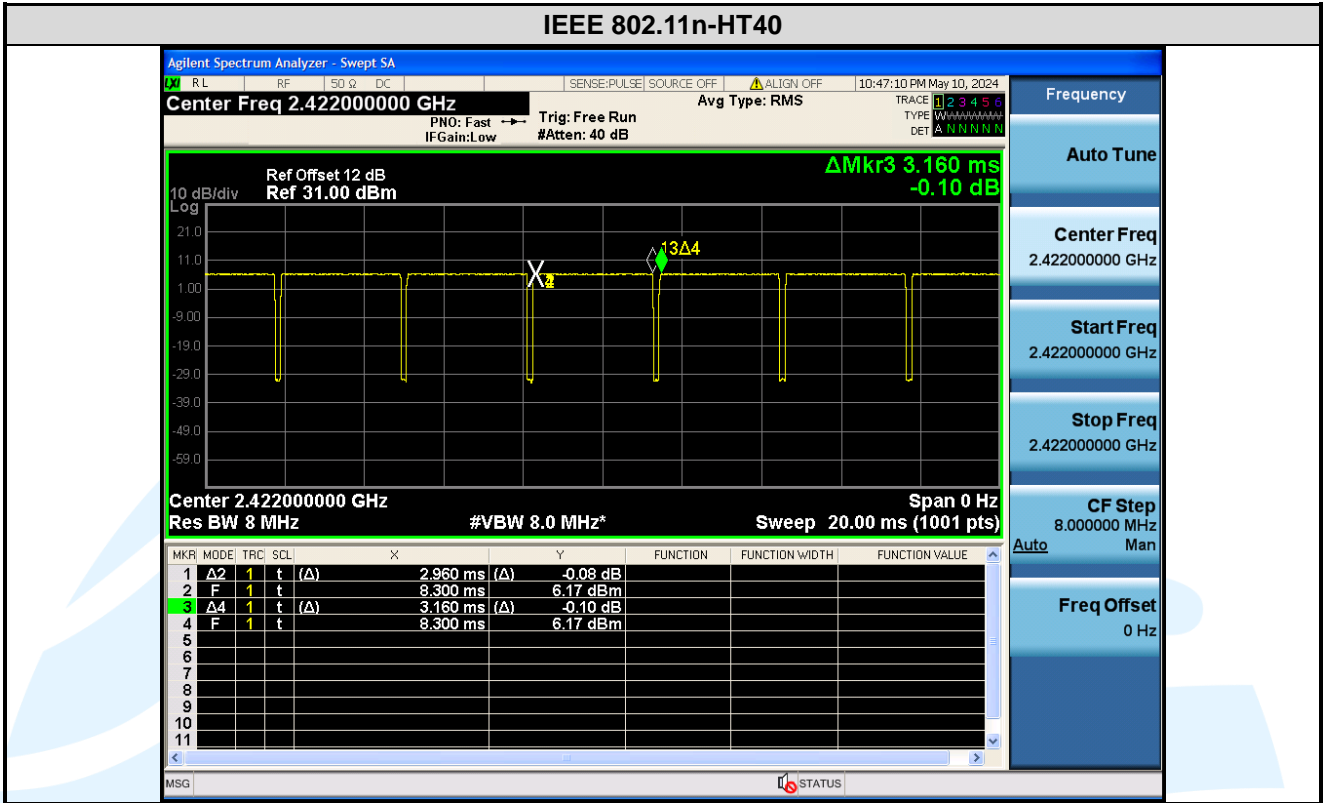 IEEE 802.11n-HT40
Agilent Spectrum Analyzer - Swept SA
LXI RL RF 50 Ω DC SENSE:PULSE SOURCE OFF ALIGN OFF 10:47:10 PM May 10, 2024
Center Freq 2.422000000 GHz
Avg Type: RMS
TRACE 1 2 3 4 5 6
PNO: Fast
Trig: Free Run
TYPE W
IFGain:Low
#Atten: 40 dB
DET A N N N N N
ΔMkr3 3.160 ms
-0.10 dB
Ref Offset 12 dB
10 dB/div Ref 31.00 dBm
Log
21.0
11.0
1.00
-9.00
-19.0
-29.0
-39.0
-49.0
-59.0
1 3Δ4
X
Center 2.422000000 GHz Span 0 Hz
Res BW 8 MHz #VBW 8.0 MHz* Sweep 20.00 ms (1001 pts)
MKR MODE TRC SCL X Y FUNCTION FUNCTION WIDTH FUNCTION VALUE
1 Δ2 1 t (Δ) 2.960 ms (Δ) -0.08 dB
2 F 1 t 8.300 ms 6.17 dBm
3 Δ4 1 t (Δ) 3.160 ms (Δ) -0.10 dB
4 F 1 t 8.300 ms 6.17 dBm
5
6
7
8
9
10
11
MSG STATUS
Frequency
Auto Tune
Center Freq
2.422000000 GHz
Start Freq
2.422000000 GHz
Stop Freq
2.422000000 GHz
CF Step
8.000000 MHz
Auto Man
Freq Offset
0 Hz